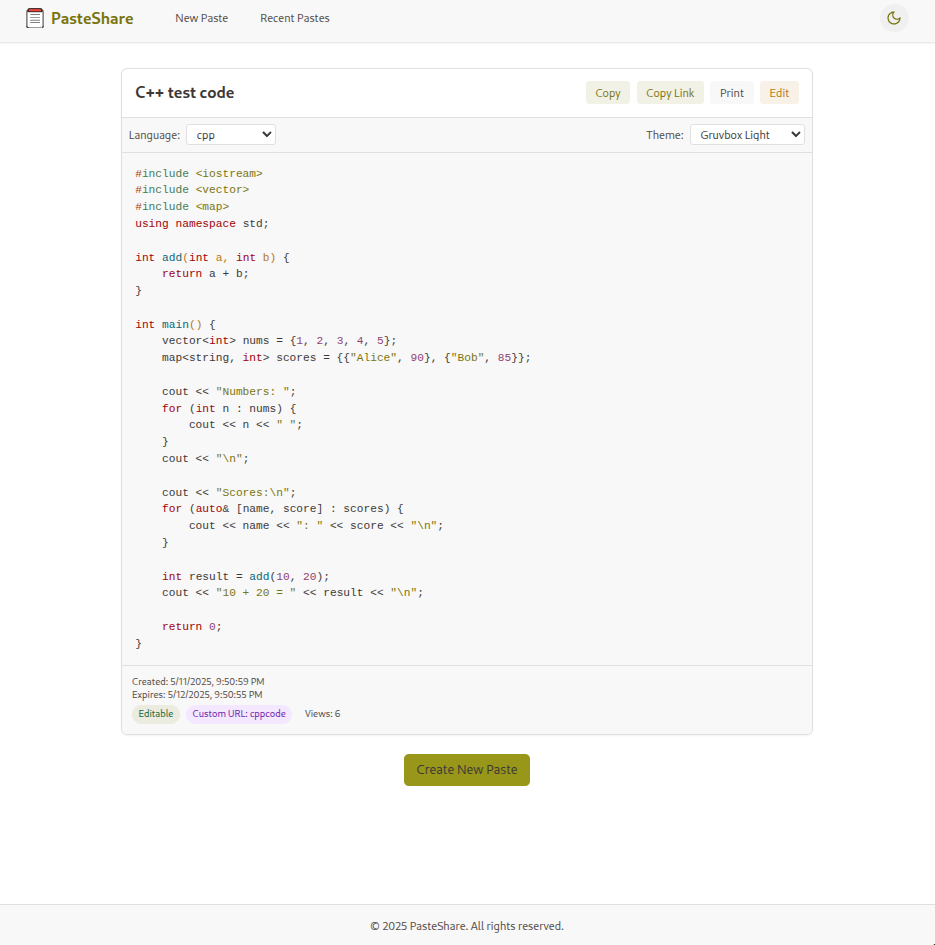 PasteShare New Paste Recent Pastes
C++ test code Copy Copy Link Print Edit
Language: cpp Theme: Gruvbox Light
#include <iostream>
#include <vector>
#include <map>
using namespace std;

int add(int a, int b) {
    return a + b;
}

int main() {
    vector<int> nums = {1, 2, 3, 4, 5};
    map<string, int> scores = {{"Alice", 90}, {"Bob", 85}};

    cout << "Numbers: ";
    for (int n : nums) {
        cout << n << " ";
    }
    cout << "\n";

    cout << "Scores:\n";
    for (auto& [name, score] : scores) {
        cout << name << ": " << score << "\n";
    }

    int result = add(10, 20);
    cout << "10 + 20 = " << result << "\n";

    return 0;
}
Created: 5/11/2025, 9:50:59 PM
Expires: 5/12/2025, 9:50:55 PM
Editable Custom URL: cppcode Views: 6
Create New Paste
© 2025 PasteShare. All rights reserved.